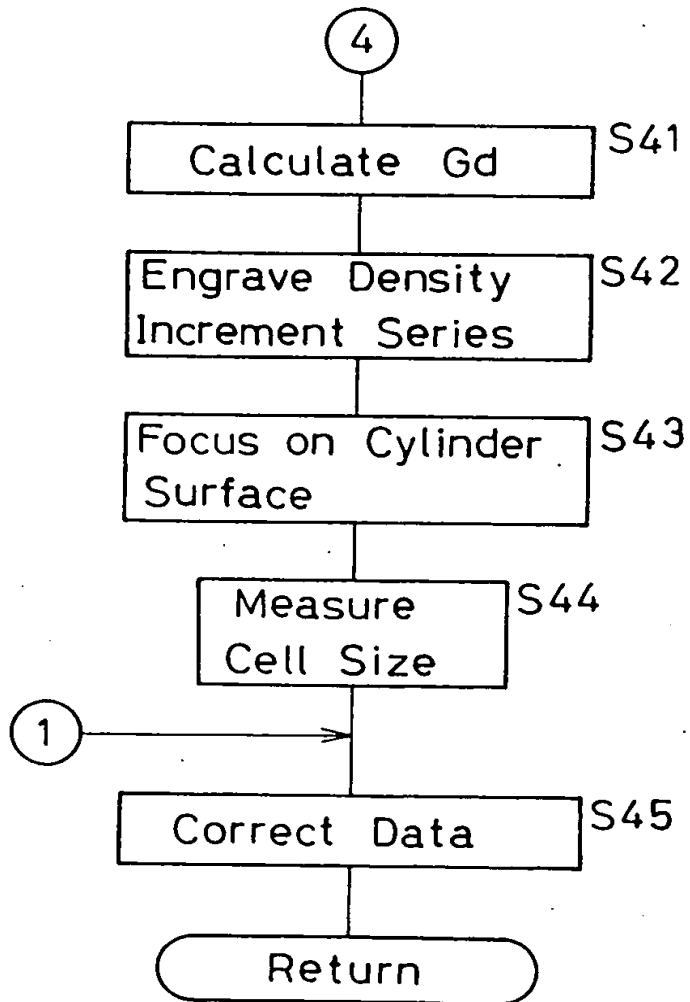 4
Calculate Gd
S41
Engrave Density
Increment Series
S42
Focus on Cylinder
Surface
S43
Measure
Cell Size
S44
1
Correct Data
S45
Return